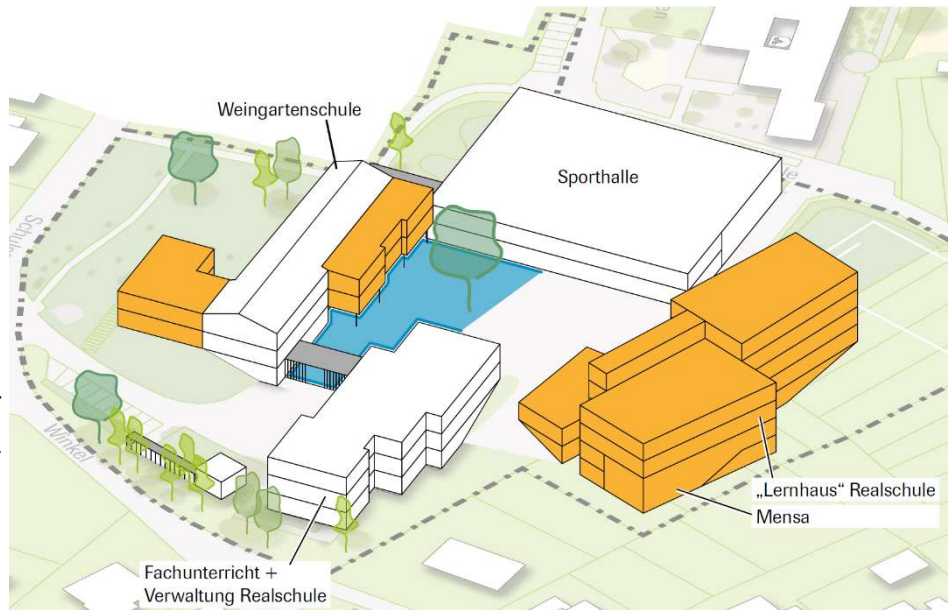 Weingartenschule
Sporthalle
Winkel
„Lernhaus“ Realschule
Mensa
Fachunterricht +
Verwaltung Realschule